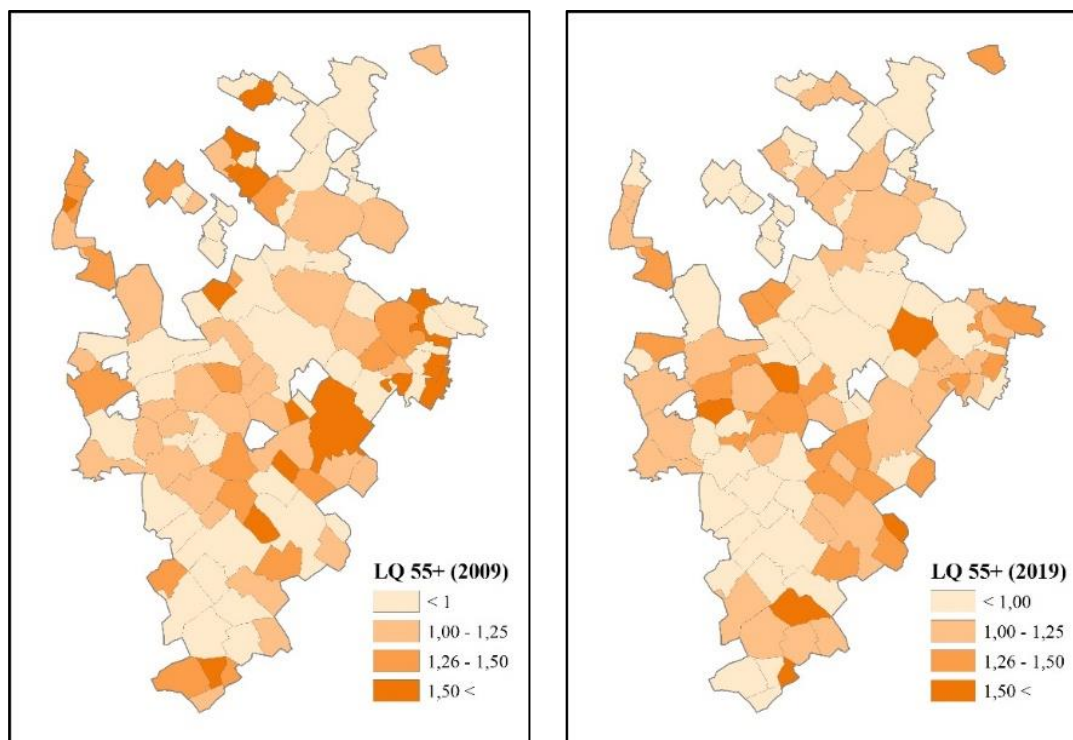 LQ 55+ (2009)
< 1
1,00 - 1,25
1,26 - 1,50
1,50 <
LQ 55+ (2019)
< 1,00
1,00 - 1,25
1,26 - 1,50
1,50 <